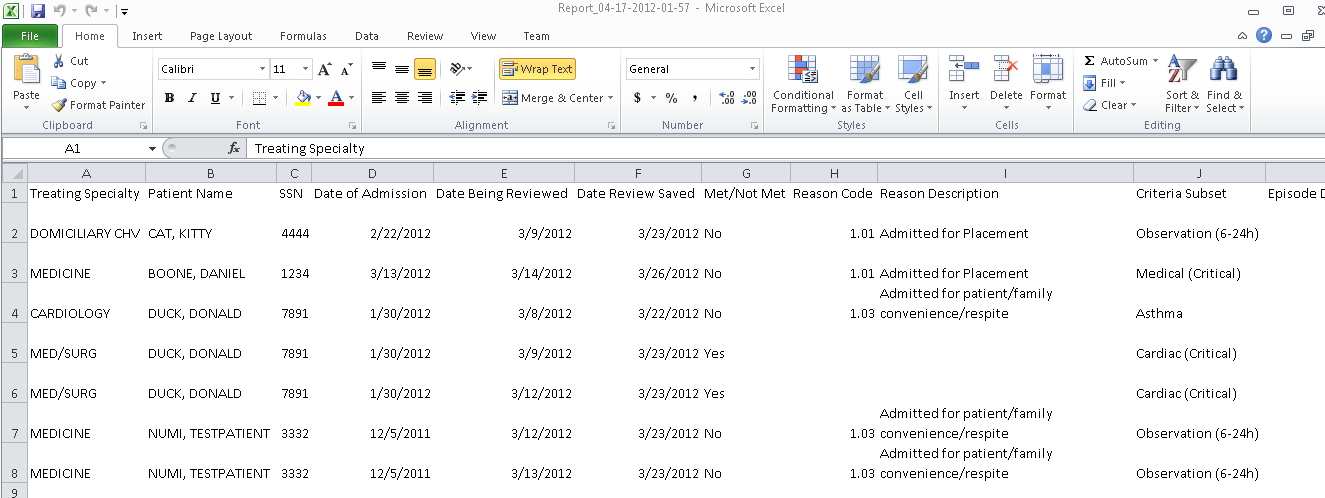 Report_04-17-2012-01-57 - Microsoft Excel
File Home Insert Page Layout Formulas Data Review View Team
Paste Cut Copy Format Painter
Clipboard
Calibri 11
B I U A
Font
Wrap Text
Merge & Center
Alignment
General
$ % ,
Number
Conditional Formatting Format as Table Cell Styles
Styles
Insert Delete Format
Cells
Σ AutoSum Fill Clear Sort & Filter Find & Select
Editing
A1 fx Treating Specialty
A B C D E F G H I J
1 Treating Specialty Patient Name SSN Date of Admission Date Being Reviewed Date Review Saved Met/Not Met Reason Code Reason Description Criteria Subset Episode D
2 DOMICILIARY CHV CAT, KITTY 4444 2/22/2012 3/9/2012 3/23/2012 No 1.01 Admitted for Placement Observation (6-24h)
3 MEDICINE BOONE, DANIEL 1234 3/13/2012 3/14/2012 3/26/2012 No 1.01 Admitted for Placement Medical (Critical)
Admitted for patient/family
4 CARDIOLOGY DUCK, DONALD 7891 1/30/2012 3/8/2012 3/22/2012 No 1.03 convenience/respite Asthma
5 MED/SURG DUCK, DONALD 7891 1/30/2012 3/9/2012 3/23/2012 Yes Cardiac (Critical)
6 MED/SURG DUCK, DONALD 7891 1/30/2012 3/12/2012 3/23/2012 Yes Cardiac (Critical)
Admitted for patient/family
7 MEDICINE NUMI, TESTPATIENT 3332 12/5/2011 3/12/2012 3/23/2012 No 1.03 convenience/respite Observation (6-24h)
Admitted for patient/family
8 MEDICINE NUMI, TESTPATIENT 3332 12/5/2011 3/13/2012 3/23/2012 No 1.03 convenience/respite Observation (6-24h)
9